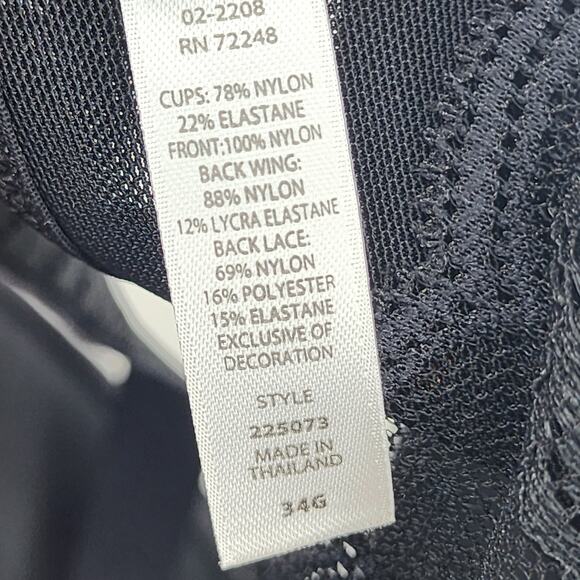 02-2208
RN 72248
CUPS: 78% NYLON
22% ELASTANE
FRONT:100% NYLON
BACK WING:
88% NYLON
12% LYCRA ELASTANE
BACK LACE:
69% NYLON
16% POLYESTER
15% ELASTANE
EXCLUSIVE OF
DECORATION
STYLE
225073
MADE IN
THAILAND
34G